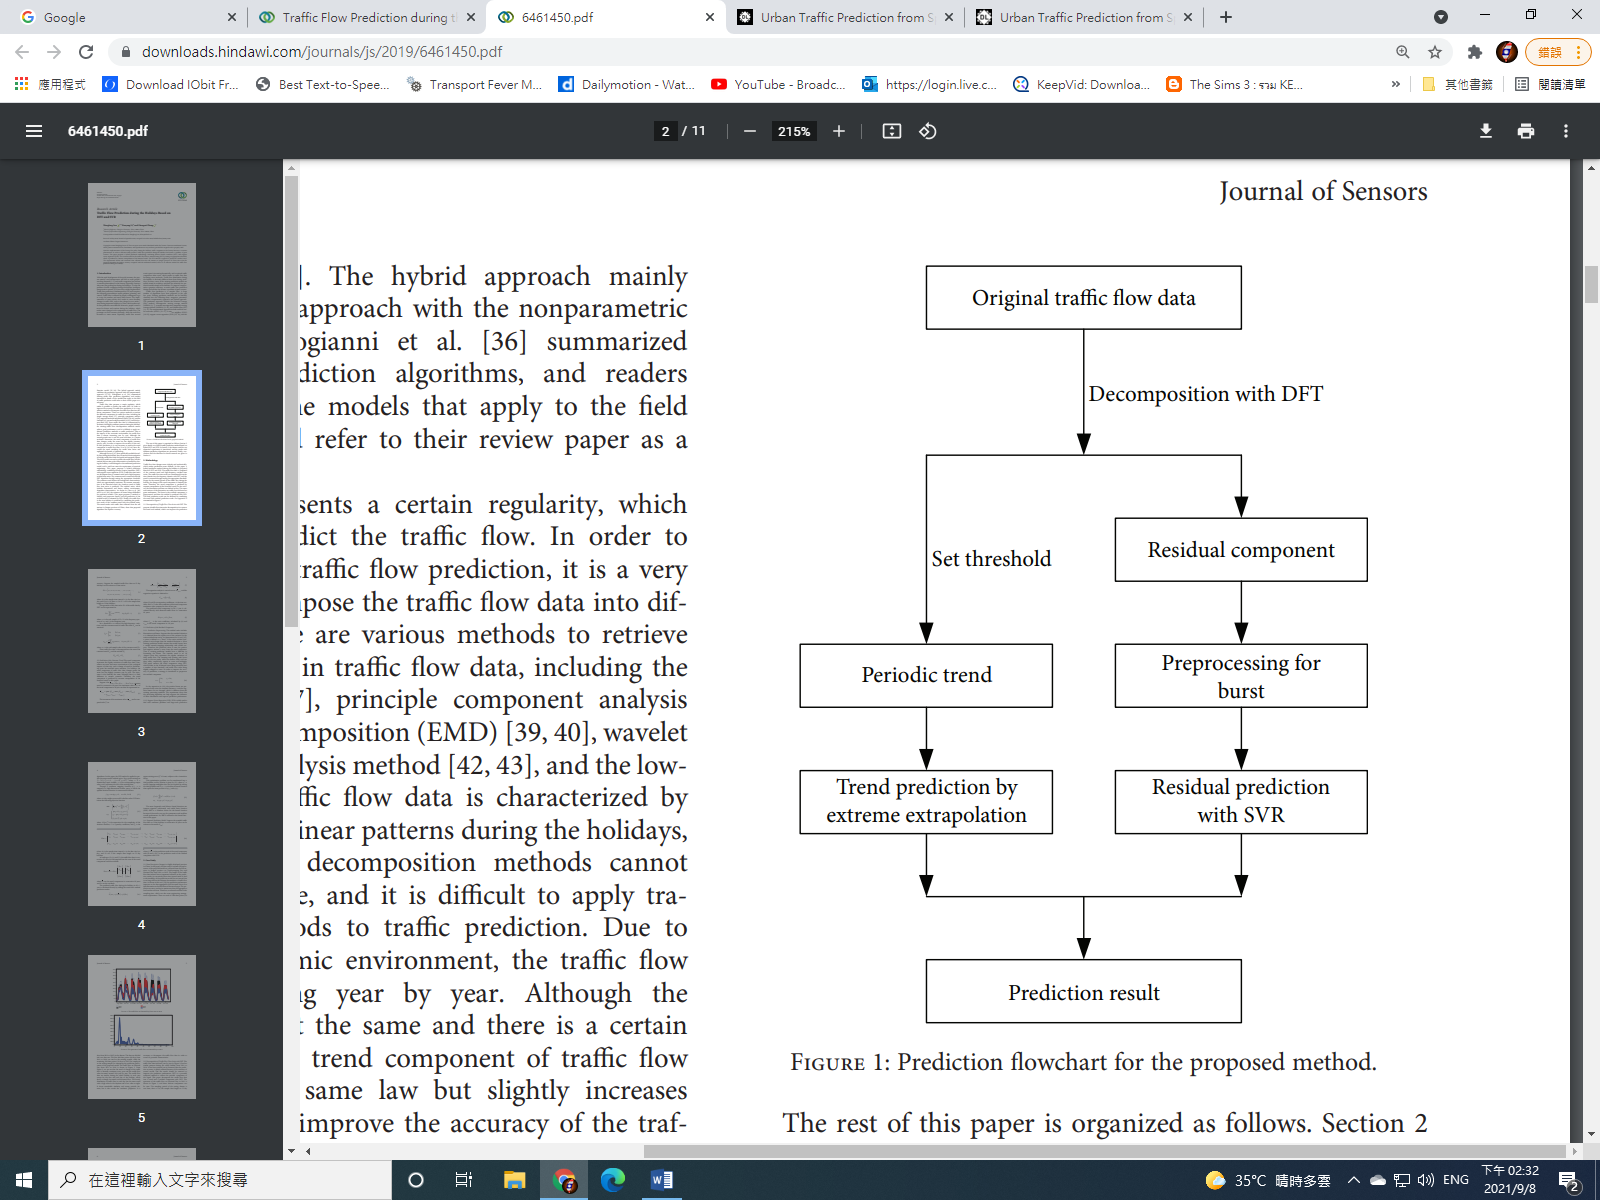 Google
Traffic Flow Prediction during t
6461450.pdf
Urban Traffic Prediction from S
Urban Traffic Prediction from S
downloads.hindawi.com/journals/js/2019/6461450.pdf
錯誤
應用程式
Download IObit Fr...
Best Text-to-Spee...
Transport Fever M...
Dailymotion - Wat...
YouTube - Broadc...
https://login.live.c...
KeepVid: Downloa...
The Sims 3 : รวม KE...
»
其他書籤
閱讀清單
6461450.pdf
2 / 11
215%
1
2
3
4
5
Journal of Sensors
]. The hybrid approach mainly
approach with the nonparametric
ogianni et al. [36] summarized
diction algorithms, and readers
e models that apply to the field
refer to their review paper as a
sents a certain regularity, which
dict the traffic flow. In order to
traffic flow prediction, it is a very
pose the traffic flow data into dif-
e are various methods to retrieve
in traffic flow data, including the
7], principle component analysis
mposition (EMD) [39, 40], wavelet
lysis method [42, 43], and the low-
ffic flow data is characterized by
inear patterns during the holidays,
decomposition methods cannot
e, and it is difficult to apply tra-
ods to traffic prediction. Due to
mic environment, the traffic flow
ng year by year. Although the
t the same and there is a certain
trend component of traffic flow
same law but slightly increases
improve the accuracy of the traf-
Original traffic flow data
Decomposition with DFT
Set threshold
Residual component
Periodic trend
Preprocessing for
burst
Trend prediction by
extreme extrapolation
Residual prediction
with SVR
Prediction result
FIGURE 1: Prediction flowchart for the proposed method.
The rest of this paper is organized as follows. Section 2
在這裡輸入文字來搜尋
35°C 晴時多雲
ENG
下午 02:32
2021/9/8
2